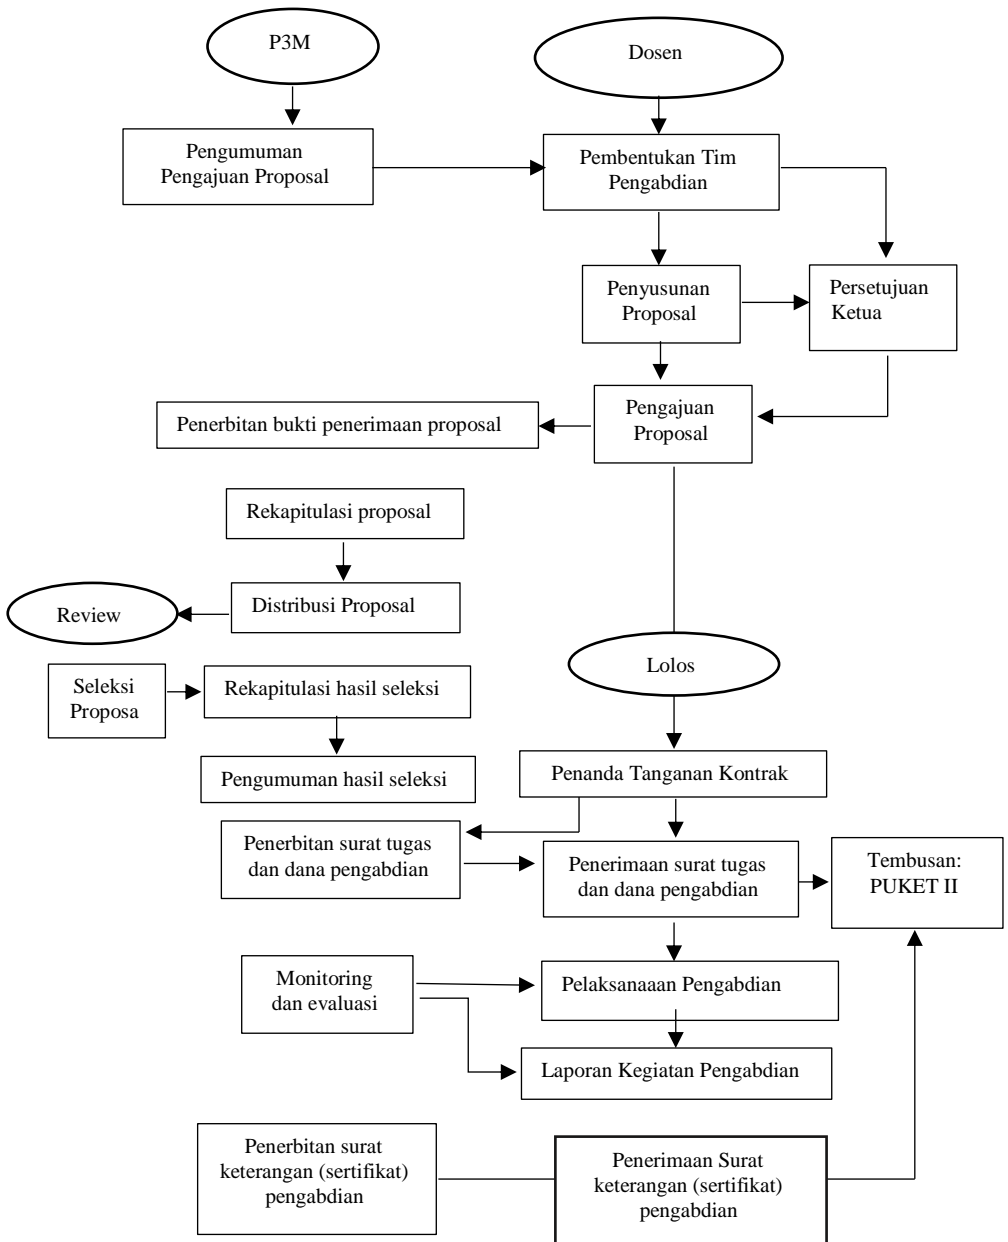 P3M
Dosen
Pengumuman
Pengajuan Proposal
Pembentukan Tim
Pengabdian
Penyusunan
Proposal
Persetujuan
Ketua
Pengajuan
Proposal
Penerbitan bukti penerimaan proposal
Rekapitulasi proposal
Distribusi Proposal
Review
Lolos
Seleksi
Proposa
Rekapitulasi hasil seleksi
Pengumuman hasil seleksi
Penanda Tanganan Kontrak
Penerbitan surat tugas
dan dana pengabdian
Penerimaan surat tugas
dan dana pengabdian
Tembusan:
PUKET II
Monitoring
dan evaluasi
Pelaksanaaan Pengabdian
Laporan Kegiatan Pengabdian
Penerbitan surat
keterangan (sertifikat)
pengabdian
Penerimaan Surat
keterangan (sertifikat)
pengabdian